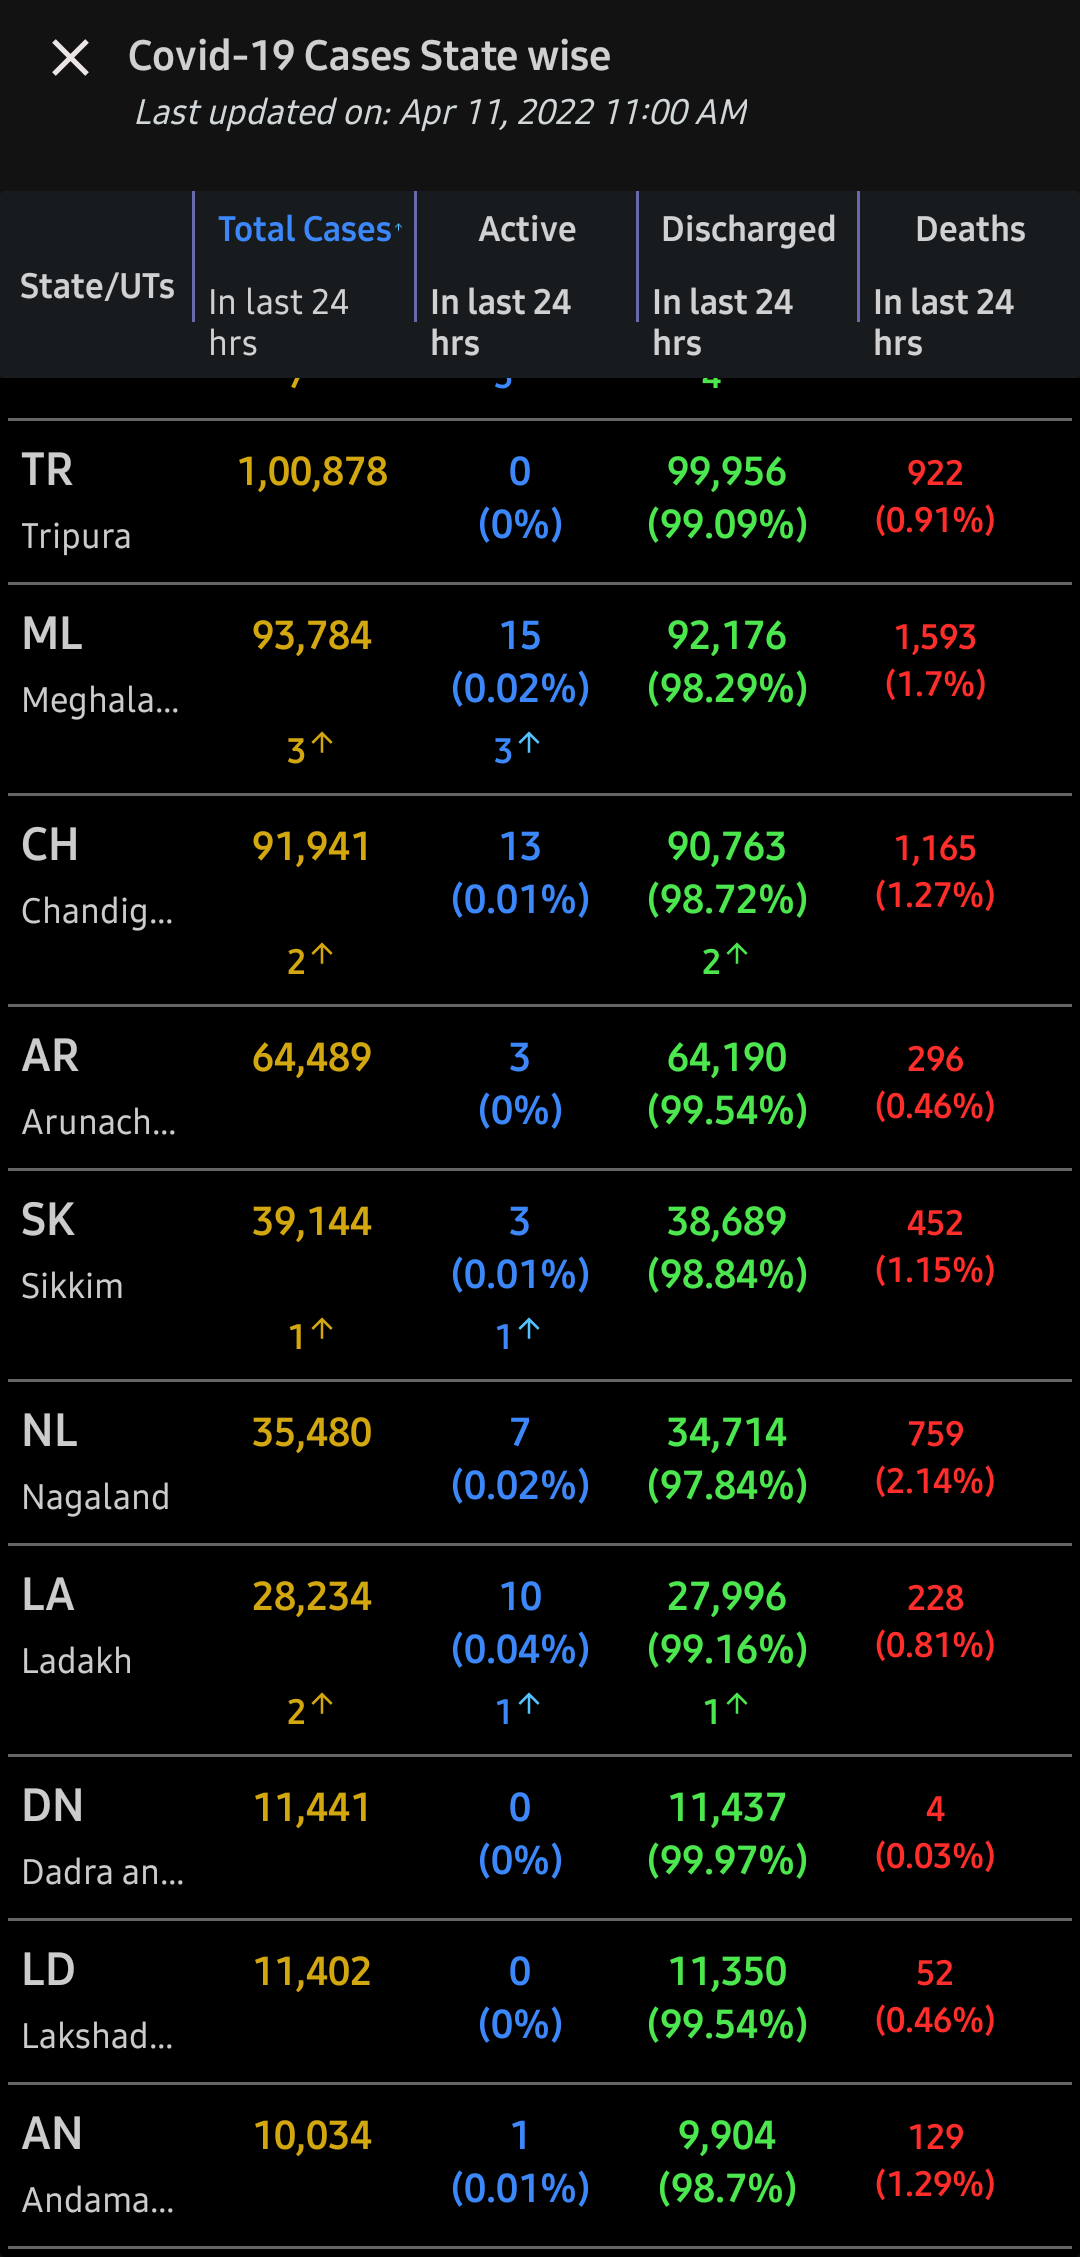 Covid-19 Cases State wise
Last updated on: Apr 11, 2022 11:00 AM
State/UTs Total Cases↑ Active Discharged Deaths
In last 24 hrs In last 24 hrs In last 24 hrs In last 24 hrs
TR 1,00,878 0 99,956 922
(0%) (99.09%) (0.91%)
Tripura
ML 93,784 15 92,176 1,593
(0.02%) (98.29%) (1.7%)
Meghala...
3↑ 3↑
CH 91,941 13 90,763 1,165
(0.01%) (98.72%) (1.27%)
Chandig...
2↑ 2↑
AR 64,489 3 64,190 296
(0%) (99.54%) (0.46%)
Arunach...
SK 39,144 3 38,689 452
(0.01%) (98.84%) (1.15%)
Sikkim
1↑ 1↑
NL 35,480 7 34,714 759
(0.02%) (97.84%) (2.14%)
Nagaland
LA 28,234 10 27,996 228
(0.04%) (99.16%) (0.81%)
Ladakh
2↑ 1↑ 1↑
DN 11,441 0 11,437 4
(0%) (99.97%) (0.03%)
Dadra an...
LD 11,402 0 11,350 52
(0%) (99.54%) (0.46%)
Lakshad...
AN 10,034 1 9,904 129
(0.01%) (98.7%) (1.29%)
Andama...